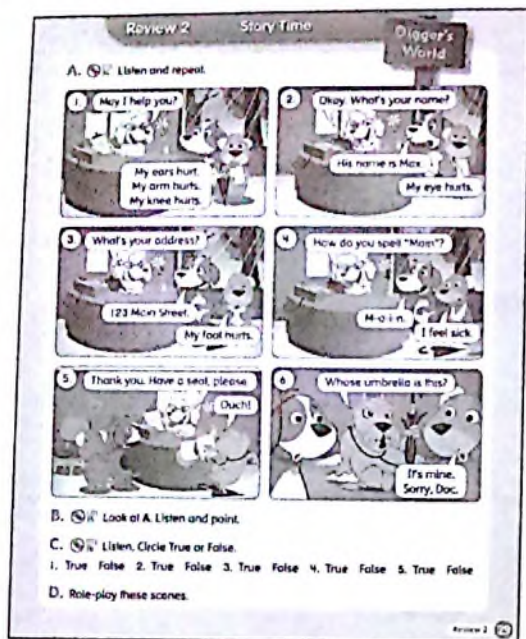 Review 2 Story Time
Digger's
World
A. Listen and repeat.
1 May I help you?
My ears hurt.
My arm hurts.
My knee hurts.
2 Okay. What's your name?
His name is Max.
My eye hurts.
3 What's your address?
123 Main Street.
My foot hurts.
4 How do you spell "Main"?
M-a-i-n.
I feel sick.
5 Thank you. Have a seat, please.
Ouch!
6 Whose umbrella is this?
It's mine.
Sorry, Doc.
B. Look at A. Listen and point.
C. Listen. Circle True or False.
1. True False 2. True False 3. True False 4. True False 5. True False
D. Role-play these scenes.
Review 2